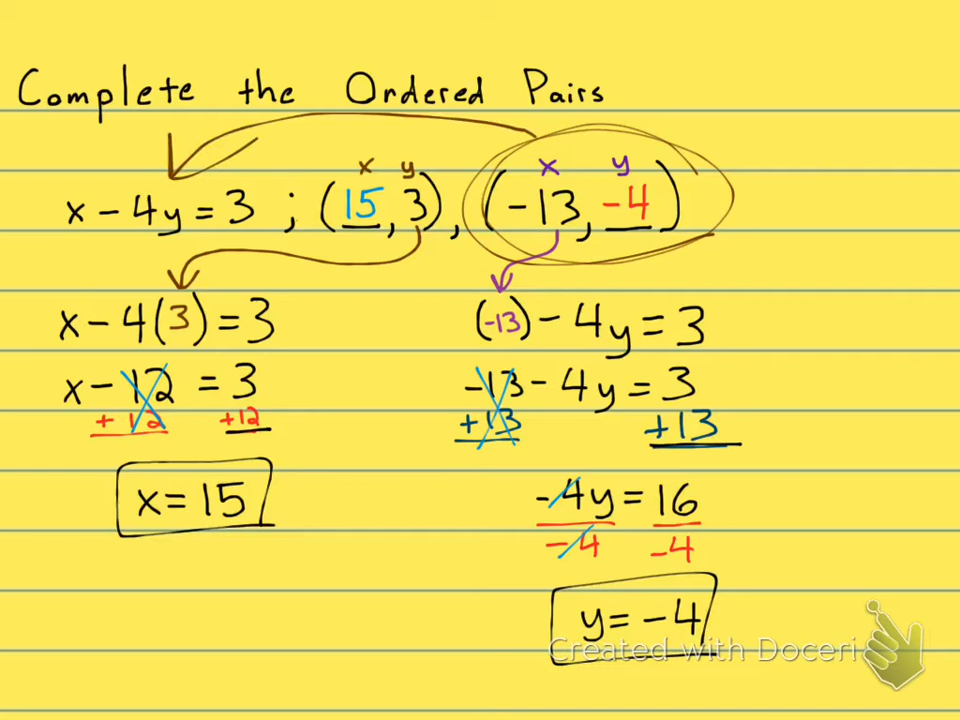 Complete the Ordered Pairs
x y x y
x - 4y = 3 ; (15, 3), (-13, -4)
x - 4(3) = 3 (-13) - 4y = 3
x - 12 = 3 -13 - 4y = 3
+ 12 +12 +13 +13
x = 15 -4y = 16
-4 -4
y = -4
Created with Doceri